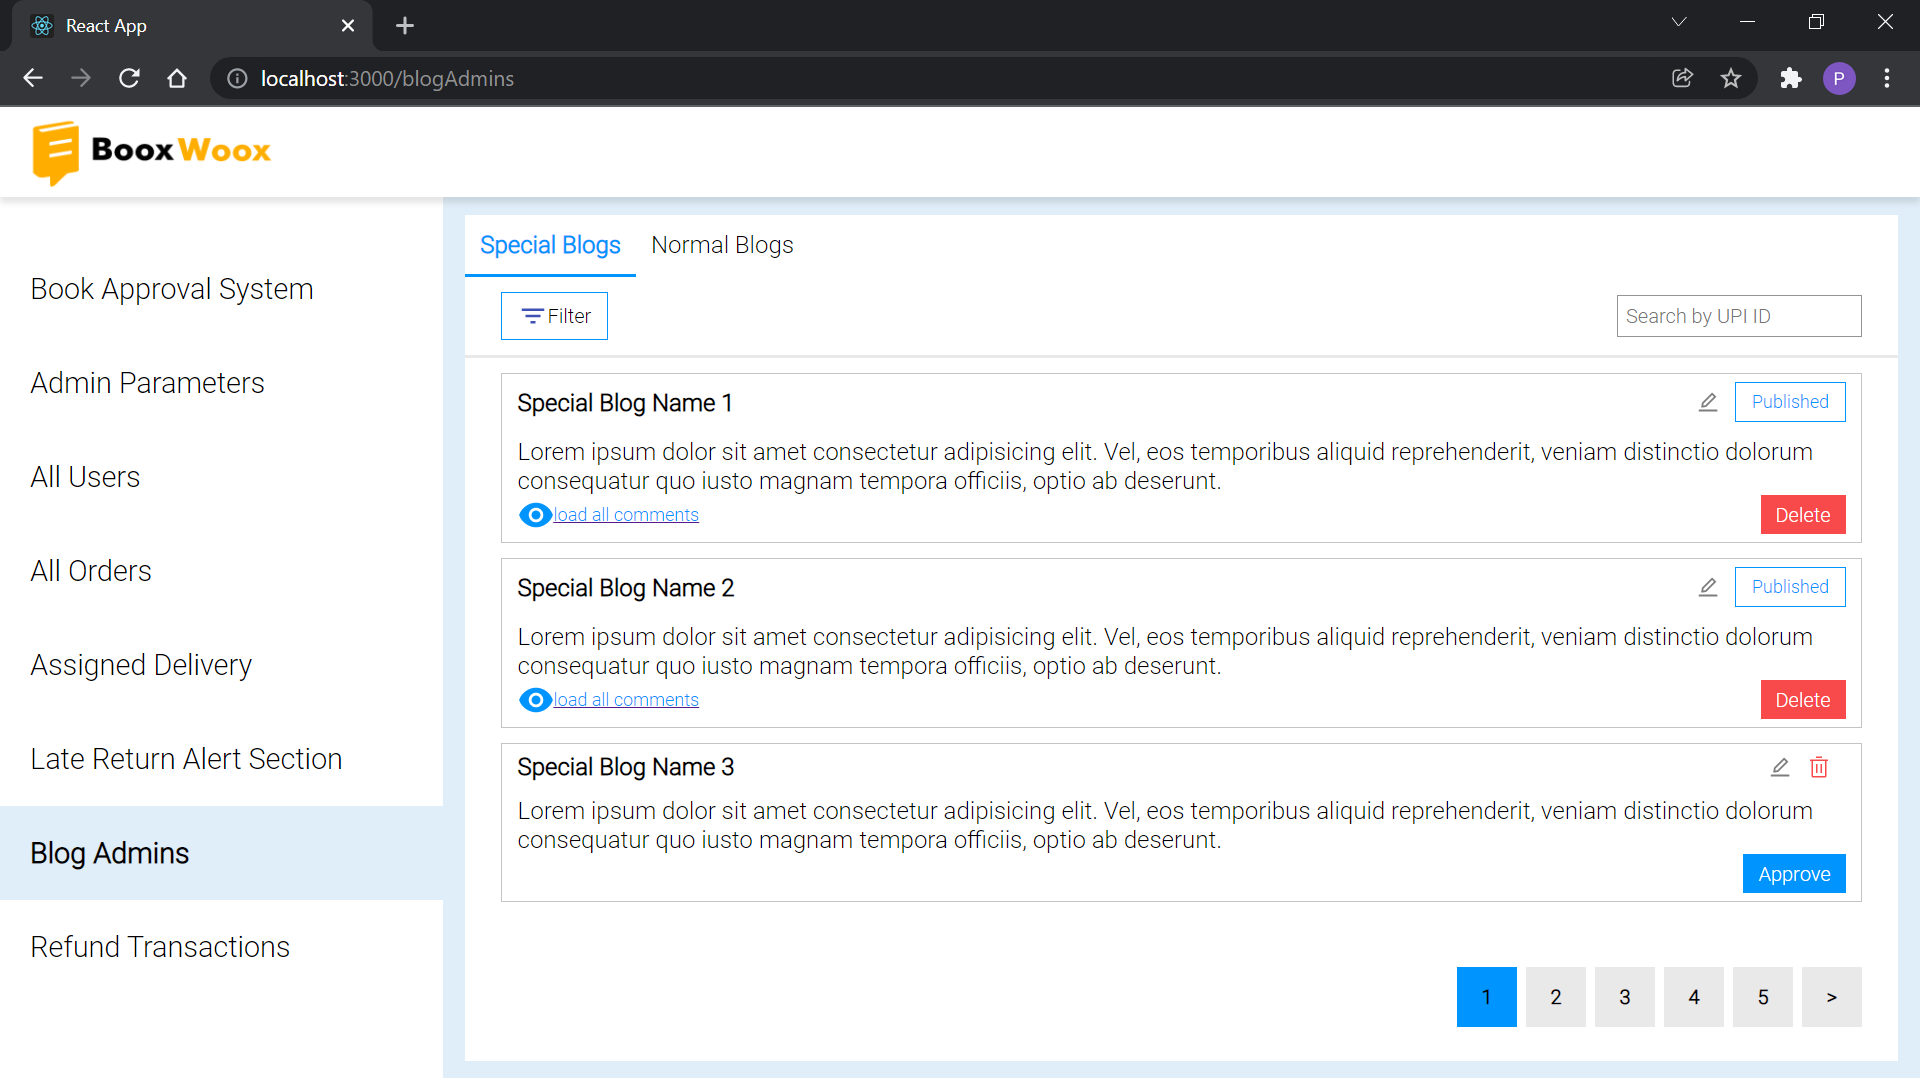 React App
localhost:3000/blogAdmins
P
BooxWoox
Book Approval System
Admin Parameters
All Users
All Orders
Assigned Delivery
Late Return Alert Section
Blog Admins
Refund Transactions
Special Blogs Normal Blogs
Filter
Search by UPI ID
Special Blog Name 1
Published
Lorem ipsum dolor sit amet consectetur adipisicing elit. Vel, eos temporibus aliquid reprehenderit, veniam distinctio dolorum
consequatur quo iusto magnam tempora officiis, optio ab deserunt.
load all comments
Delete
Special Blog Name 2
Published
Lorem ipsum dolor sit amet consectetur adipisicing elit. Vel, eos temporibus aliquid reprehenderit, veniam distinctio dolorum
consequatur quo iusto magnam tempora officiis, optio ab deserunt.
load all comments
Delete
Special Blog Name 3
Lorem ipsum dolor sit amet consectetur adipisicing elit. Vel, eos temporibus aliquid reprehenderit, veniam distinctio dolorum
consequatur quo iusto magnam tempora officiis, optio ab deserunt.
Approve
1 2 3 4 5 >